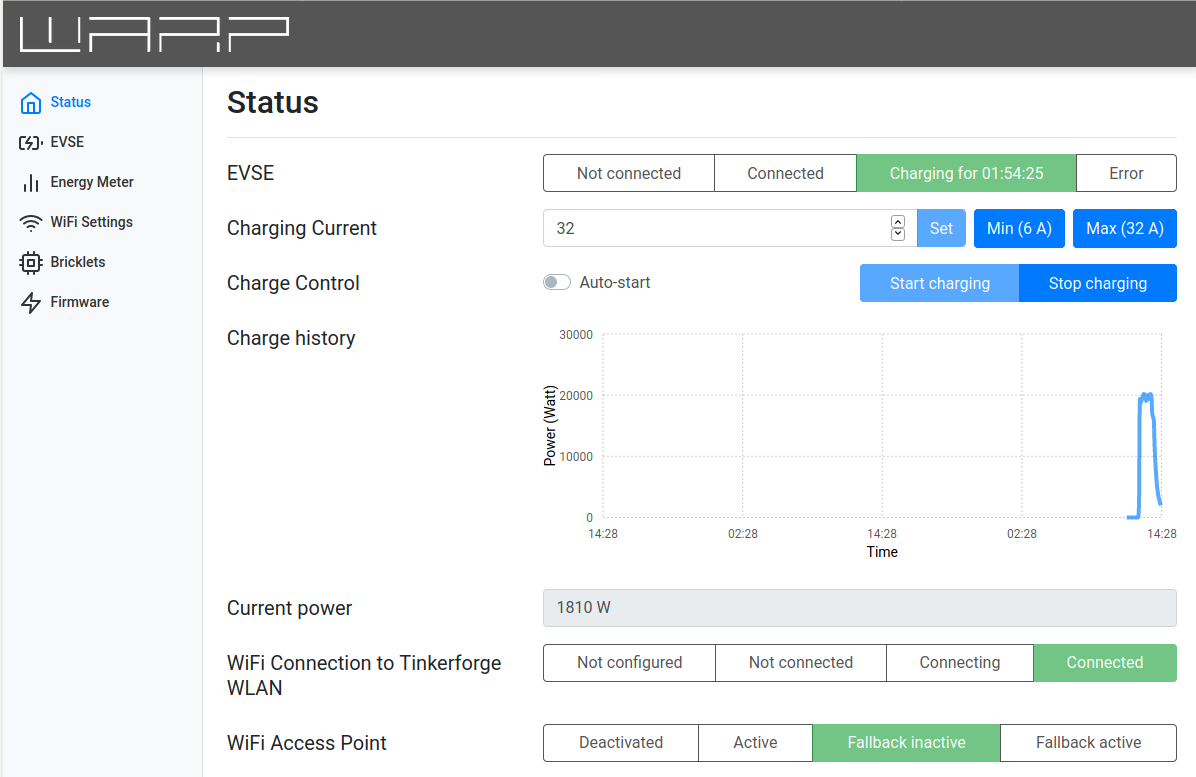 WARP
Status
EVSE
Energy Meter
WiFi Settings
Bricklets
Firmware
Status
EVSE Not connected Connected Charging for 01:54:25 Error
Charging Current 32 Set Min (6 A) Max (32 A)
Charge Control Auto-start Start charging Stop charging
Charge history
30000
20000
10000
0
Power (Watt)
14:28 02:28 14:28 02:28 14:28
Time
Current power 1810 W
WiFi Connection to Tinkerforge
WLAN
Not configured Not connected Connecting Connected
WiFi Access Point Deactivated Active Fallback inactive Fallback active